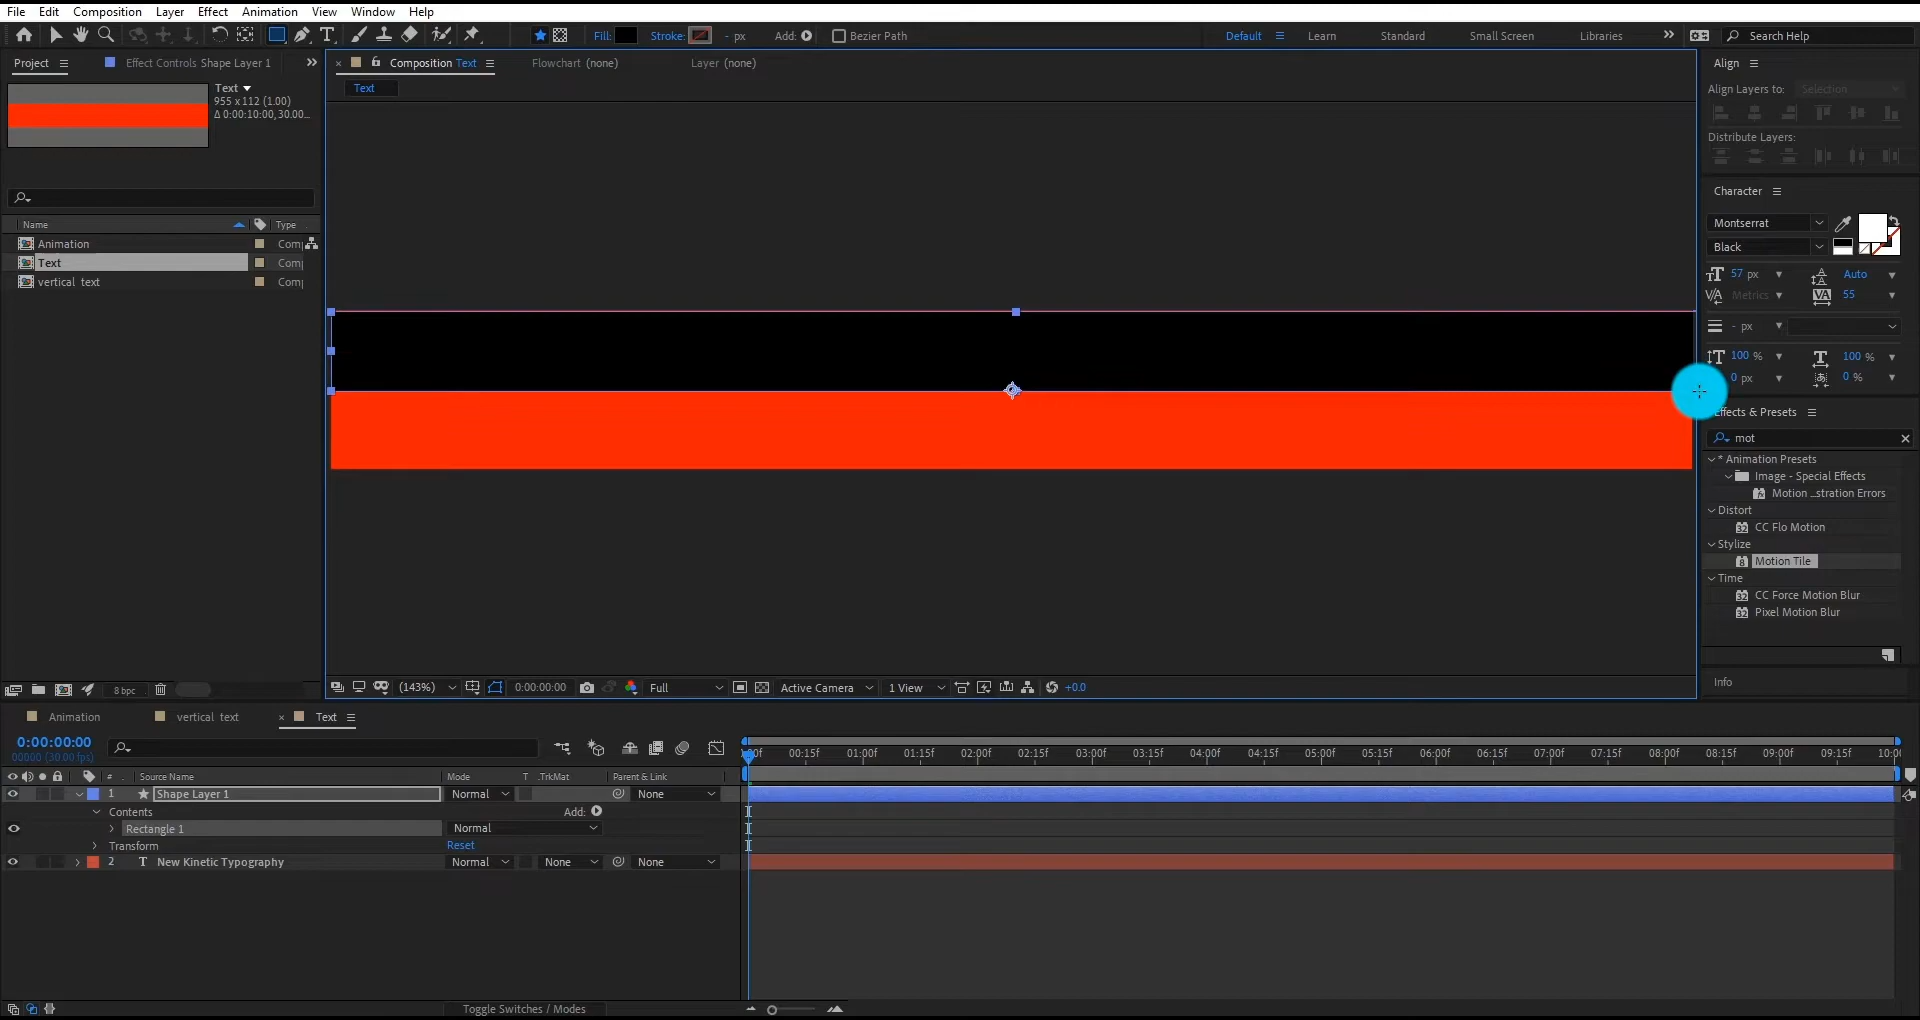 File Edit Composition Layer Effect Animation View Window Help
Fill: Stroke: - px Add: Bezier Path Default Learn Standard Small Screen Libraries Search Help
Project Effect Controls Shape Layer 1
Composition Text Flowchart (none) Layer (none)
Text
Text
955 x 112 (1.00)
Δ 0:00:10:00, 30.00...
Name Type
Animation Com
Text Com
vertical text Com
8 bpc
(143%) 0:00:00:00 Full Active Camera 1 View +0.0
Align
Align Layers to: Selection
Distribute Layers:
Character
Montserrat
Black
57 px Auto
Metrics 55
- px
100 % 100 %
0 px 0 %
Effects & Presets
mot
* Animation Presets
Image - Special Effects
Motion ...stration Errors
Distort
CC Flo Motion
Stylize
Motion Tile
Time
CC Force Motion Blur
Pixel Motion Blur
Info
Animation vertical text Text
0:00:00:00
00000 (30.00 fps)
:00f 00:15f 01:00f 01:15f 02:00f 02:15f 03:00f 03:15f 04:00f 04:15f 05:00f 05:15f 06:00f 06:15f 07:00f 07:15f 08:00f 08:15f 09:00f 09:15f 10:0
# Source Name Mode T .TrkMat Parent & Link
1 Shape Layer 1 Normal None
Contents Add:
Rectangle 1 Normal
Transform Reset
2 T New Kinetic Typography Normal None None
Toggle Switches / Modes